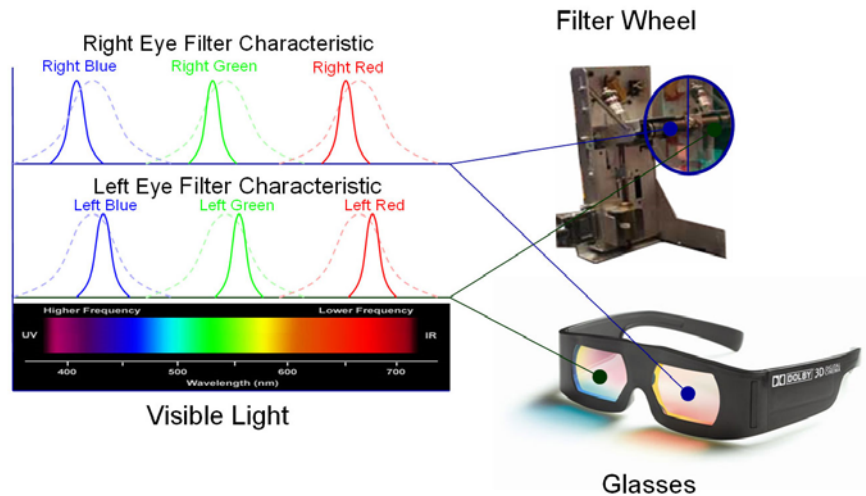 Filter Wheel
Right Eye Filter Characteristic
Right Blue Right Green Right Red
Left Eye Filter Characteristic
Left Blue Left Green Left Red
Higher Frequency Lower Frequency
UV IR
400 500 600 700
Wavelength (nm)
Visible Light
DOLBY 3D
Glasses